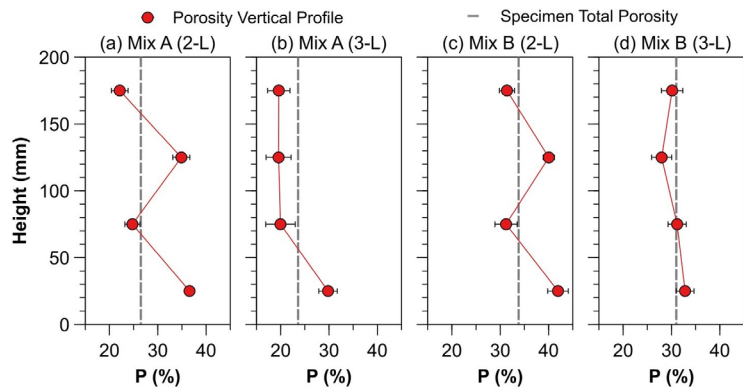 Porosity Vertical Profile
Specimen Total Porosity
(a) Mix A (2-L)
(b) Mix A (3-L)
(c) Mix B (2-L)
(d) Mix B (3-L)
Height (mm)
200
150
100
50
0
20 30 40
20 30 40
20 30 40
20 30 40
P (%)
P (%)
P (%)
P (%)